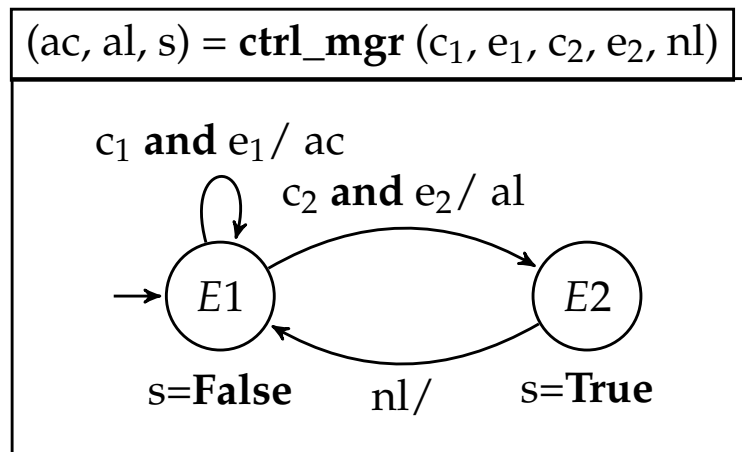 (ac, al, s) = ctrl_mgr (c₁, e₁, c₂, e₂, nl)
c₁ and e₁/ ac
c₂ and e₂/ al
E1
E2
s=False
nl/
s=True